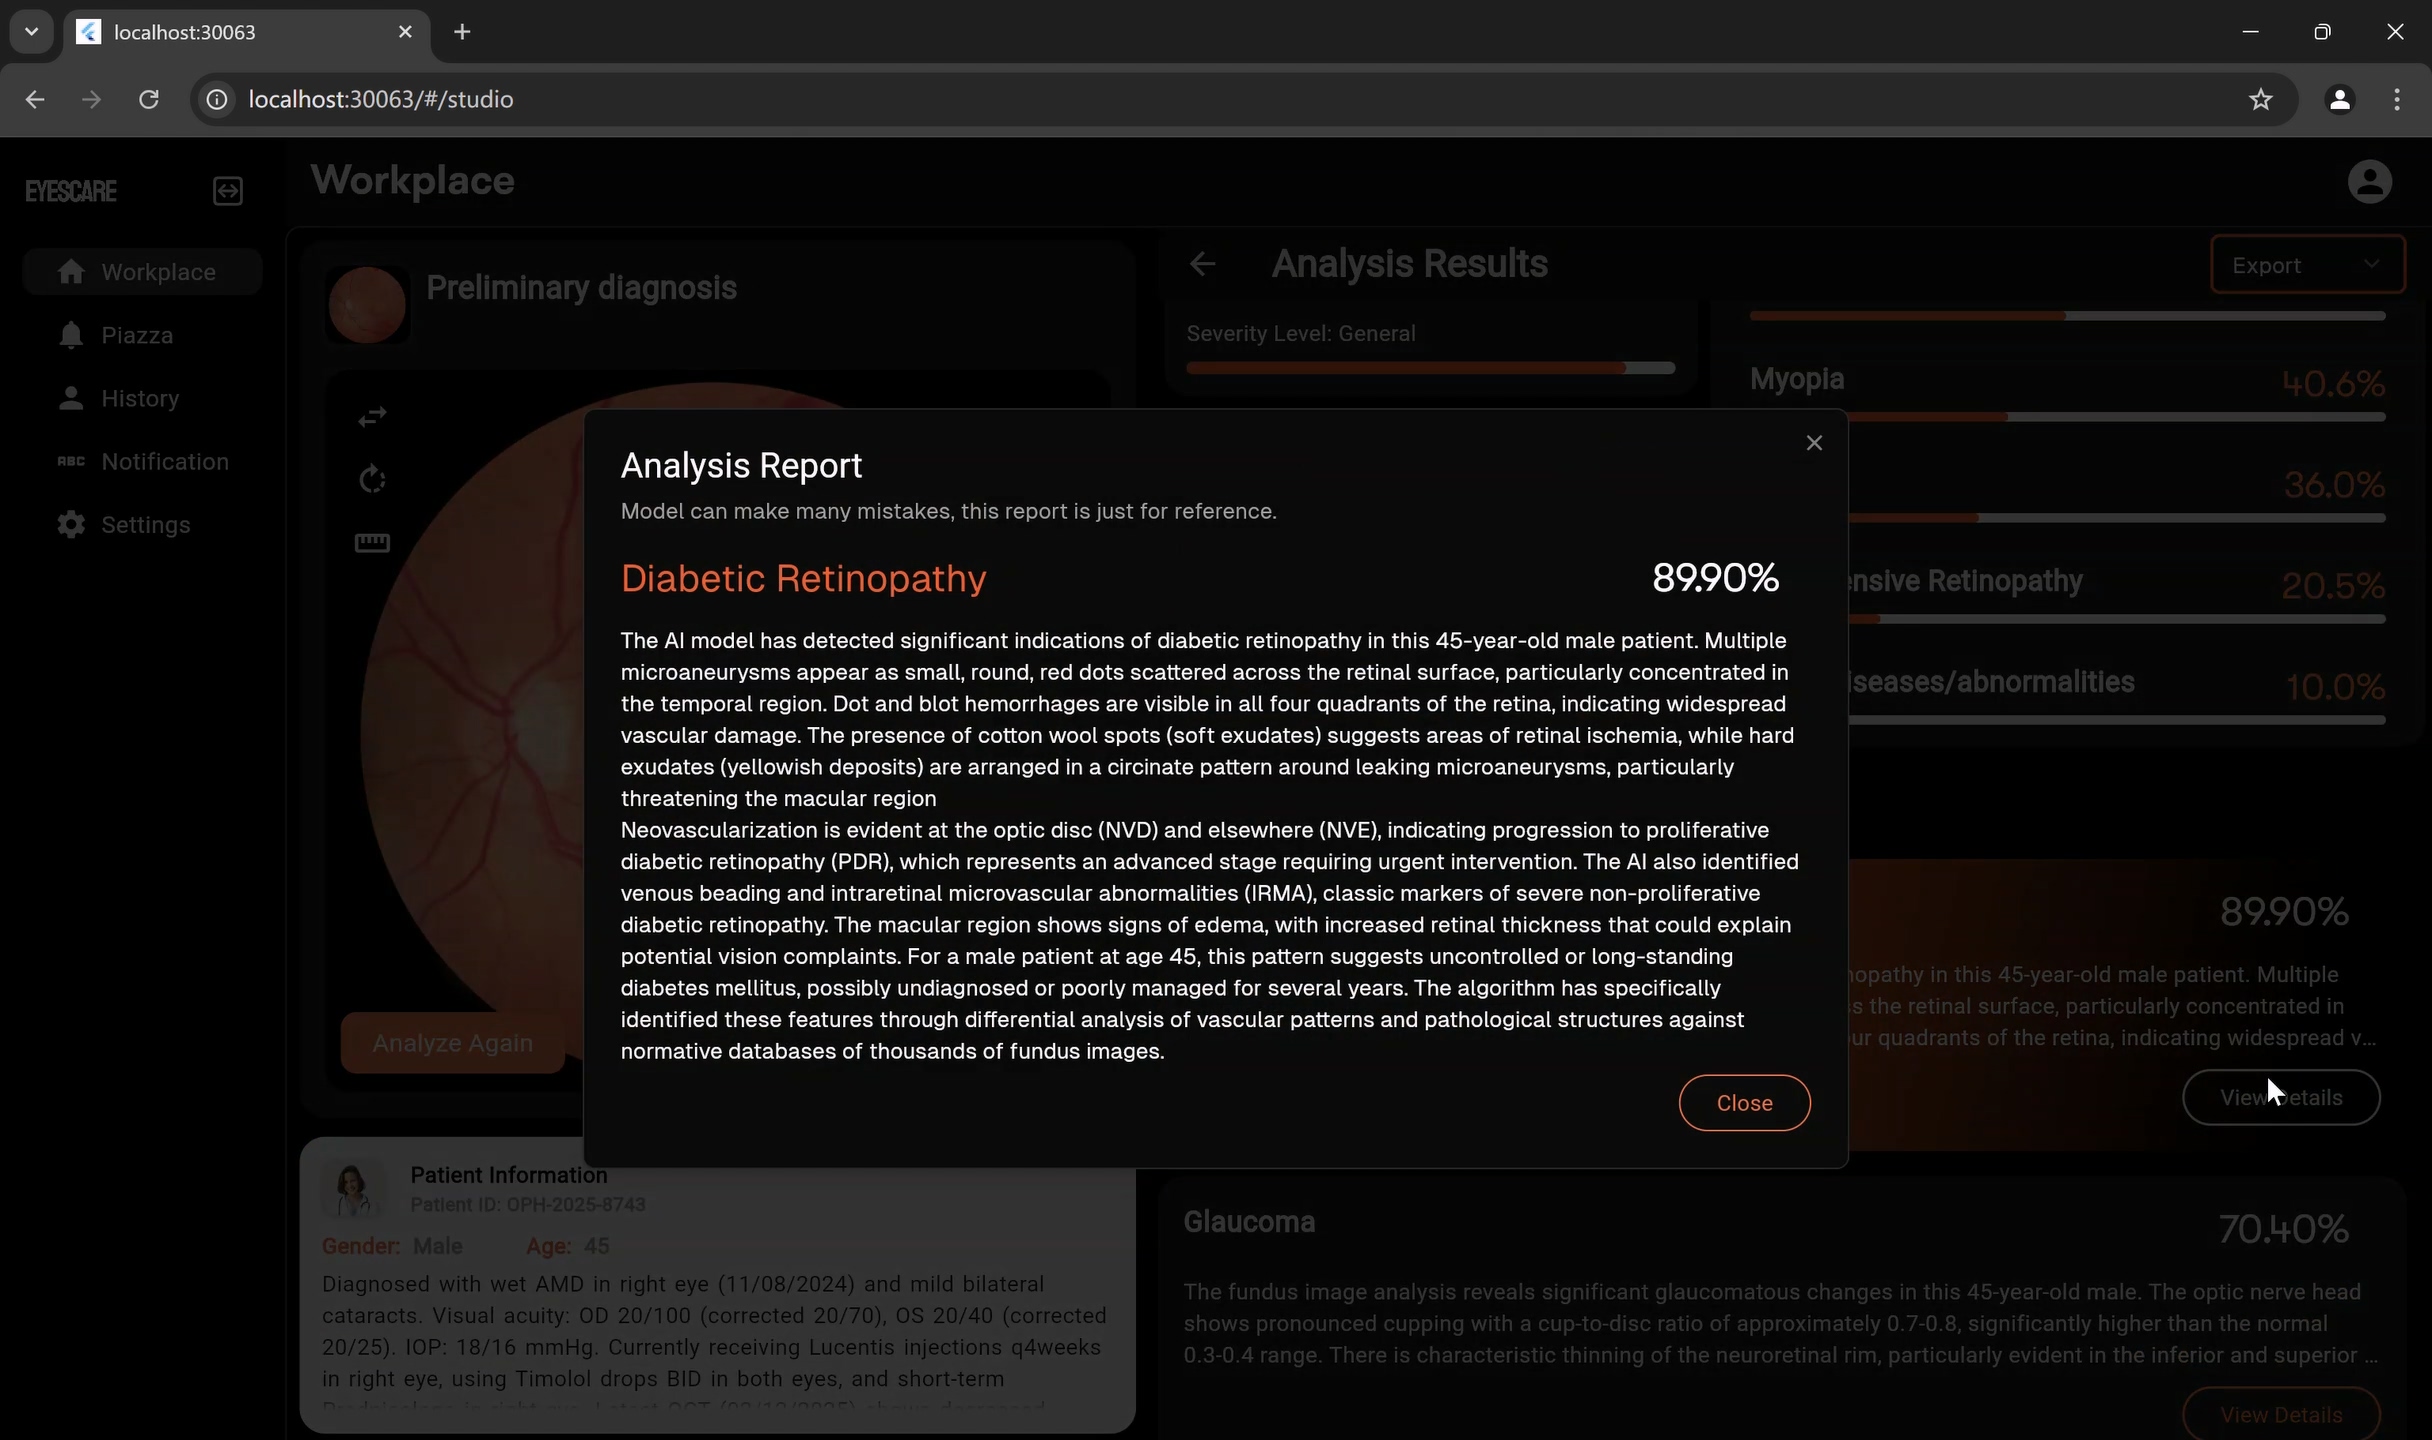 localhost:30063
localhost:30063/#/studio
EYESCARE
Workplace
Workplace
Piazza
History
ABC Notification
Settings
Preliminary diagnosis
Analysis Results
Export
Severity Level: General
Myopia
40.6%
36.0%
ensive Retinopathy
20.5%
iseases/abnormalities
10.0%
Analysis Report
Model can make many mistakes, this report is just for reference.
Diabetic Retinopathy
89.90%
The AI model has detected significant indications of diabetic retinopathy in this 45-year-old male patient. Multiple
microaneurysms appear as small, round, red dots scattered across the retinal surface, particularly concentrated in
the temporal region. Dot and blot hemorrhages are visible in all four quadrants of the retina, indicating widespread
vascular damage. The presence of cotton wool spots (soft exudates) suggests areas of retinal ischemia, while hard
exudates (yellowish deposits) are arranged in a circinate pattern around leaking microaneurysms, particularly
threatening the macular region
Neovascularization is evident at the optic disc (NVD) and elsewhere (NVE), indicating progression to proliferative
diabetic retinopathy (PDR), which represents an advanced stage requiring urgent intervention. The AI also identified
venous beading and intraretinal microvascular abnormalities (IRMA), classic markers of severe non-proliferative
diabetic retinopathy. The macular region shows signs of edema, with increased retinal thickness that could explain
potential vision complaints. For a male patient at age 45, this pattern suggests uncontrolled or long-standing
diabetes mellitus, possibly undiagnosed or poorly managed for several years. The algorithm has specifically
identified these features through differential analysis of vascular patterns and pathological structures against
normative databases of thousands of fundus images.
Close
Analyze Again
89.90%
nopathy in this 45-year-old male patient. Multiple
s the retinal surface, particularly concentrated in
ur quadrants of the retina, indicating widespread v...
View Details
Patient Information
Patient ID: OPH-2025-8743
Gender: Male Age: 45
Diagnosed with wet AMD in right eye (11/08/2024) and mild bilateral
cataracts. Visual acuity: OD 20/100 (corrected 20/70), OS 20/40 (corrected
20/25). IOP: 18/16 mmHg. Currently receiving Lucentis injections q4weeks
in right eye, using Timolol drops BID in both eyes, and short-term
Glaucoma
70.40%
The fundus image analysis reveals significant glaucomatous changes in this 45-year-old male. The optic nerve head
shows pronounced cupping with a cup-to-disc ratio of approximately 0.7-0.8, significantly higher than the normal
0.3-0.4 range. There is characteristic thinning of the neuroretinal rim, particularly evident in the inferior and superior ...
View Details